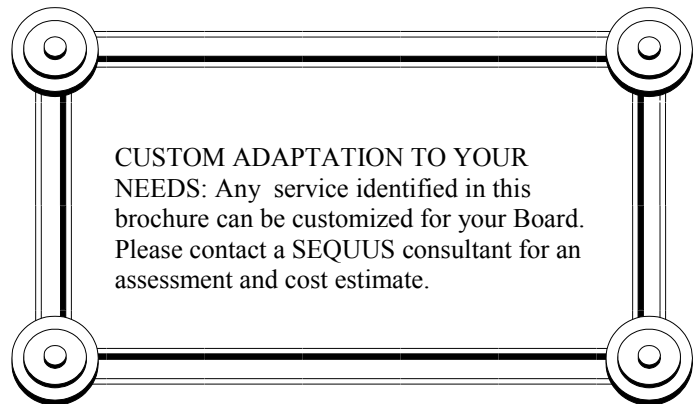 CUSTOM ADAPTATION TO YOUR
NEEDS: Any  service identified in this
brochure can be customized for your Board.
Please contact a SEQUUS consultant for an
assessment and cost estimate.